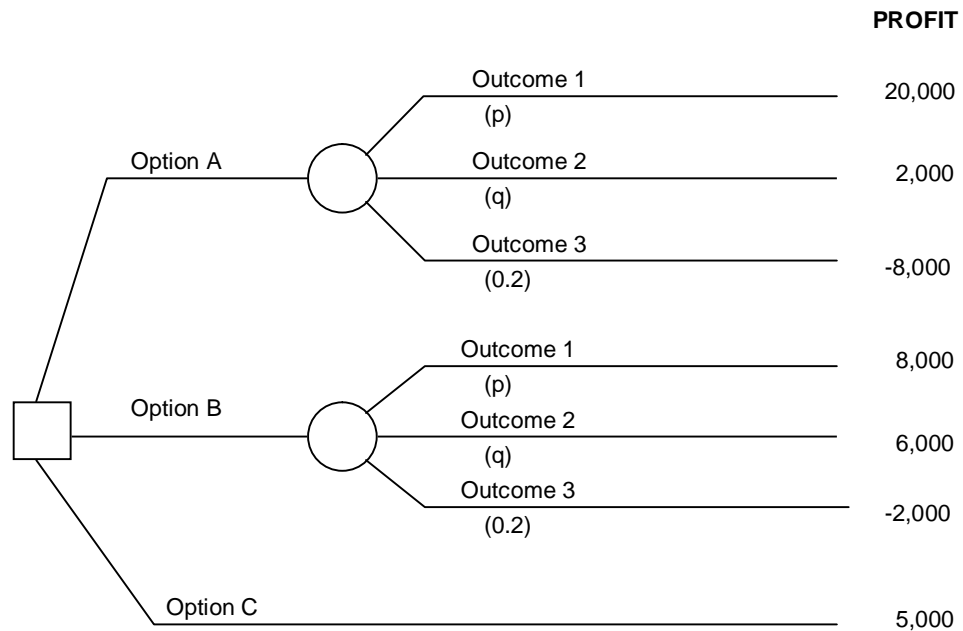 PROFIT
Outcome 1
20,000
(p)
Option A
Outcome 2
2,000
(q)
Outcome 3
-8,000
(0.2)
Outcome 1
8,000
(p)
Option B
Outcome 2
6,000
(q)
Outcome 3
-2,000
(0.2)
Option C
5,000